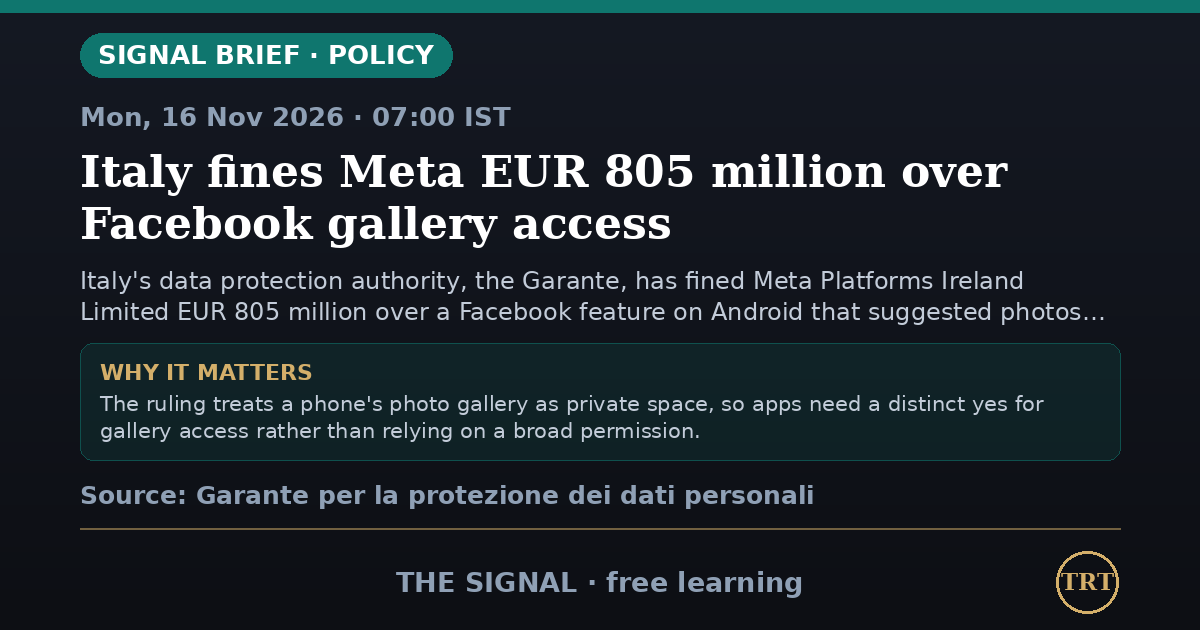 SIGNAL BRIEF · POLICY
Mon, 16 Nov 2026 · 07:00 IST
Italy fines Meta EUR 805 million over
Facebook gallery access
Italy's data protection authority, the Garante, has fined Meta Platforms Ireland
Limited EUR 805 million over a Facebook feature on Android that suggested photos…
WHY IT MATTERS
The ruling treats a phone's photo gallery as private space, so apps need a distinct yes for
gallery access rather than relying on a broad permission.
Source: Garante per la protezione dei dati personali
THE SIGNAL · free learning
TRT